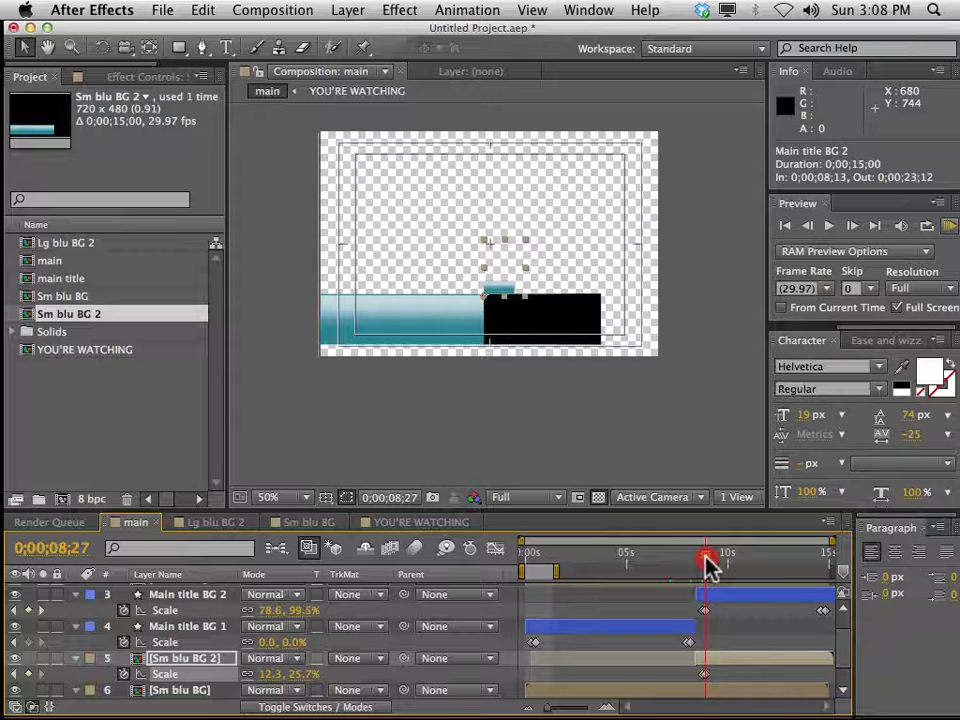 After Effects File Edit Composition Layer Effect Animation View Window Help Sun 3:08 PM
Untitled Project.aep *
Workspace: Standard Search Help
Project Effect Controls: Composition: main Layer: (none) Info Audio
main YOU'RE WATCHING
Sm blu BG 2 , used 1 time
720 x 480 (0.91)
Δ 0;00;15;00, 29.97 fps
R :
G :
B :
A : 0
X : 680
Y : 744
Main title BG 2
Duration: 0;00;15;00
In: 0;00;08;13, Out: 0;00;23;12
Preview
RAM Preview Options
Frame Rate Skip Resolution
(29.97) 0 Full
From Current Time Full Screen
Name
Lg blu BG 2
main
main title
Sm blu BG
Sm blu BG 2
Solids
YOU'RE WATCHING
Character Ease and wizz
Helvetica
Regular
19 px 74 px
Metrics -25
- px
100 % 100 %
8 bpc
50% 0;00;08;27 Full Active Camera 1 View
Render Queue main Lg blu BG 2 Sm blu BG YOU'RE WATCHING
0;00;08;27
:00s 05s 10s 15s
# Layer Name Mode T TrkMat Parent
3 Main title BG 2 Normal None None
Scale 78.6, 99.5%
4 Main title BG 1 Normal None None
Scale 0.0, 0.0%
5 [Sm blu BG 2] Normal None None
Scale 12.3, 25.7%
6 [Sm blu BG] Normal None None
Toggle Switches / Modes
Paragraph
0 px
0 px